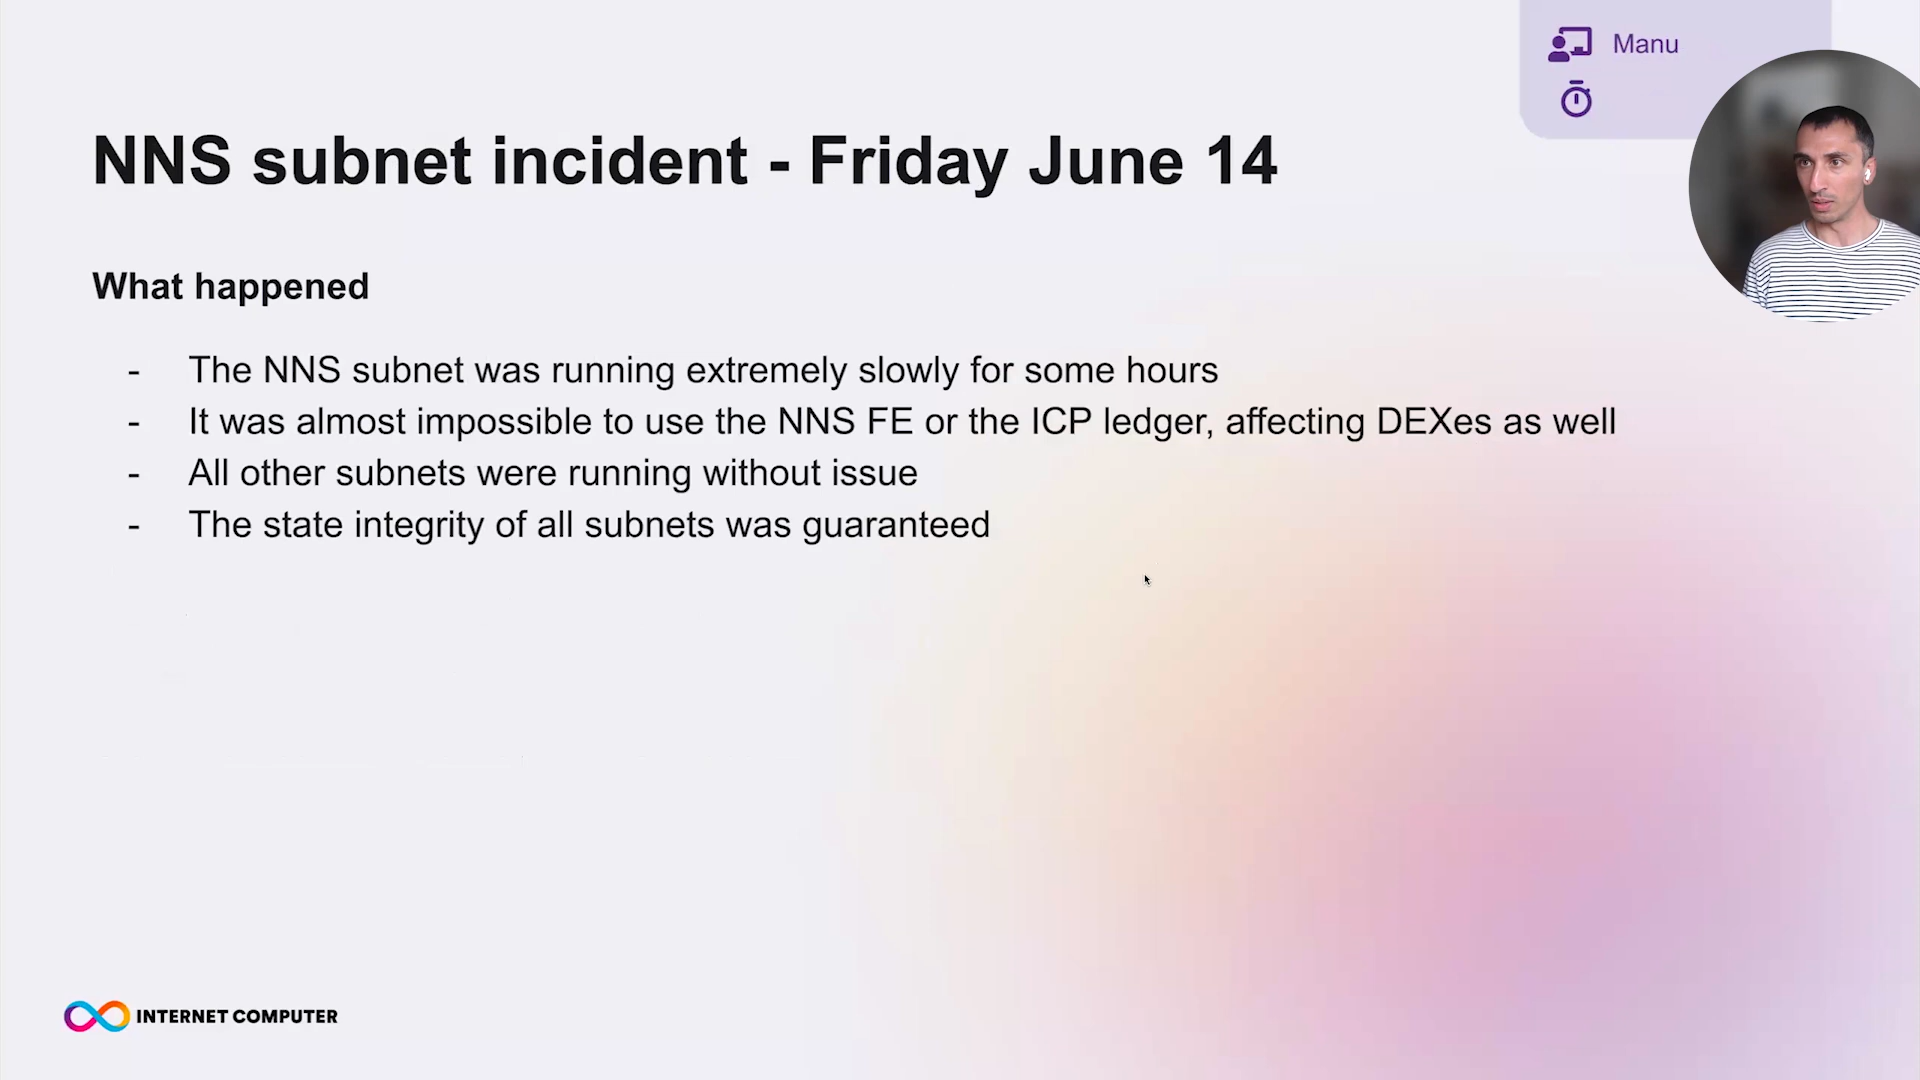 Manu
NNS subnet incident - Friday June 14
What happened
- The NNS subnet was running extremely slowly for some hours
- It was almost impossible to use the NNS FE or the ICP ledger, affecting DEXes as well
- All other subnets were running without issue
- The state integrity of all subnets was guaranteed
INTERNET COMPUTER